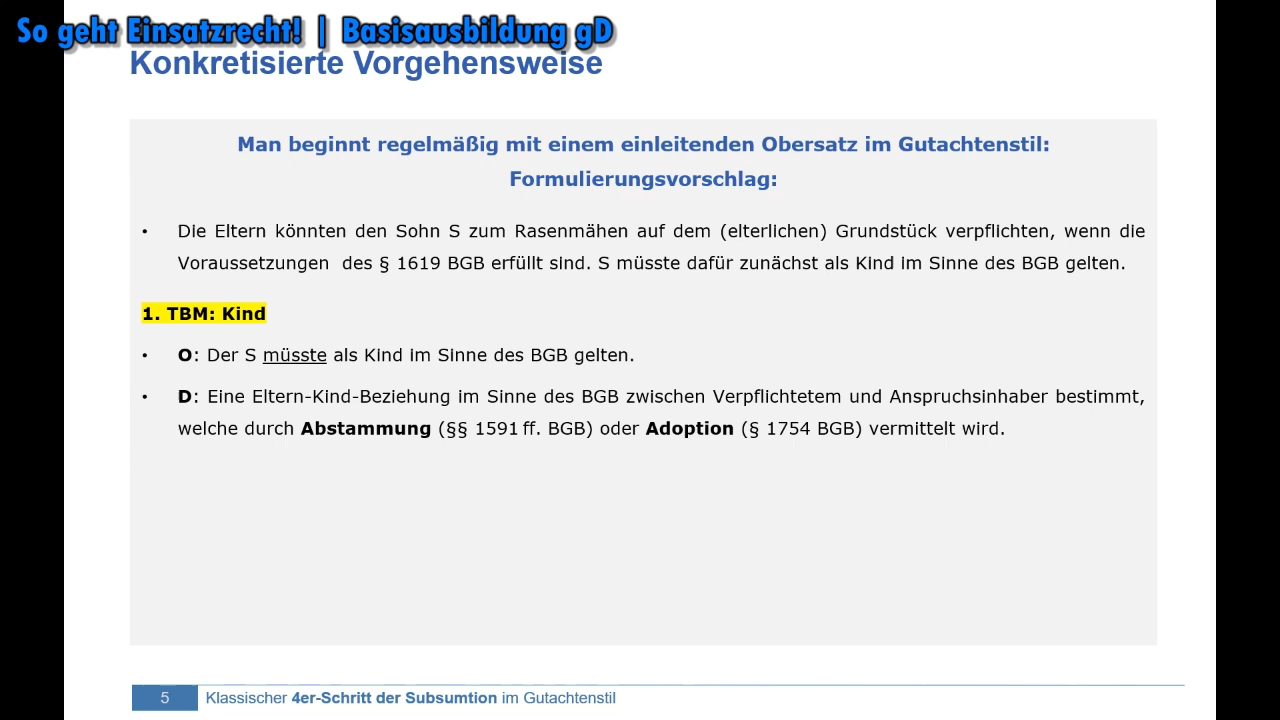 So geht Einsatzrecht! | Basisausbildung gD
Konkretisierte Vorgehensweise
Man beginnt regelmäßig mit einem einleitenden Obersatz im Gutachtenstil:
Formulierungsvorschlag:
• Die Eltern könnten den Sohn S zum Rasenmähen auf dem (elterlichen) Grundstück verpflichten, wenn die
Voraussetzungen des § 1619 BGB erfüllt sind. S müsste dafür zunächst als Kind im Sinne des BGB gelten.
1. TBM: Kind
• O: Der S müsste als Kind im Sinne des BGB gelten.
• D: Eine Eltern-Kind-Beziehung im Sinne des BGB zwischen Verpflichtetem und Anspruchsinhaber bestimmt,
welche durch Abstammung (§§ 1591 ff. BGB) oder Adoption (§ 1754 BGB) vermittelt wird.
5 Klassischer 4er-Schritt der Subsumtion im Gutachtenstil